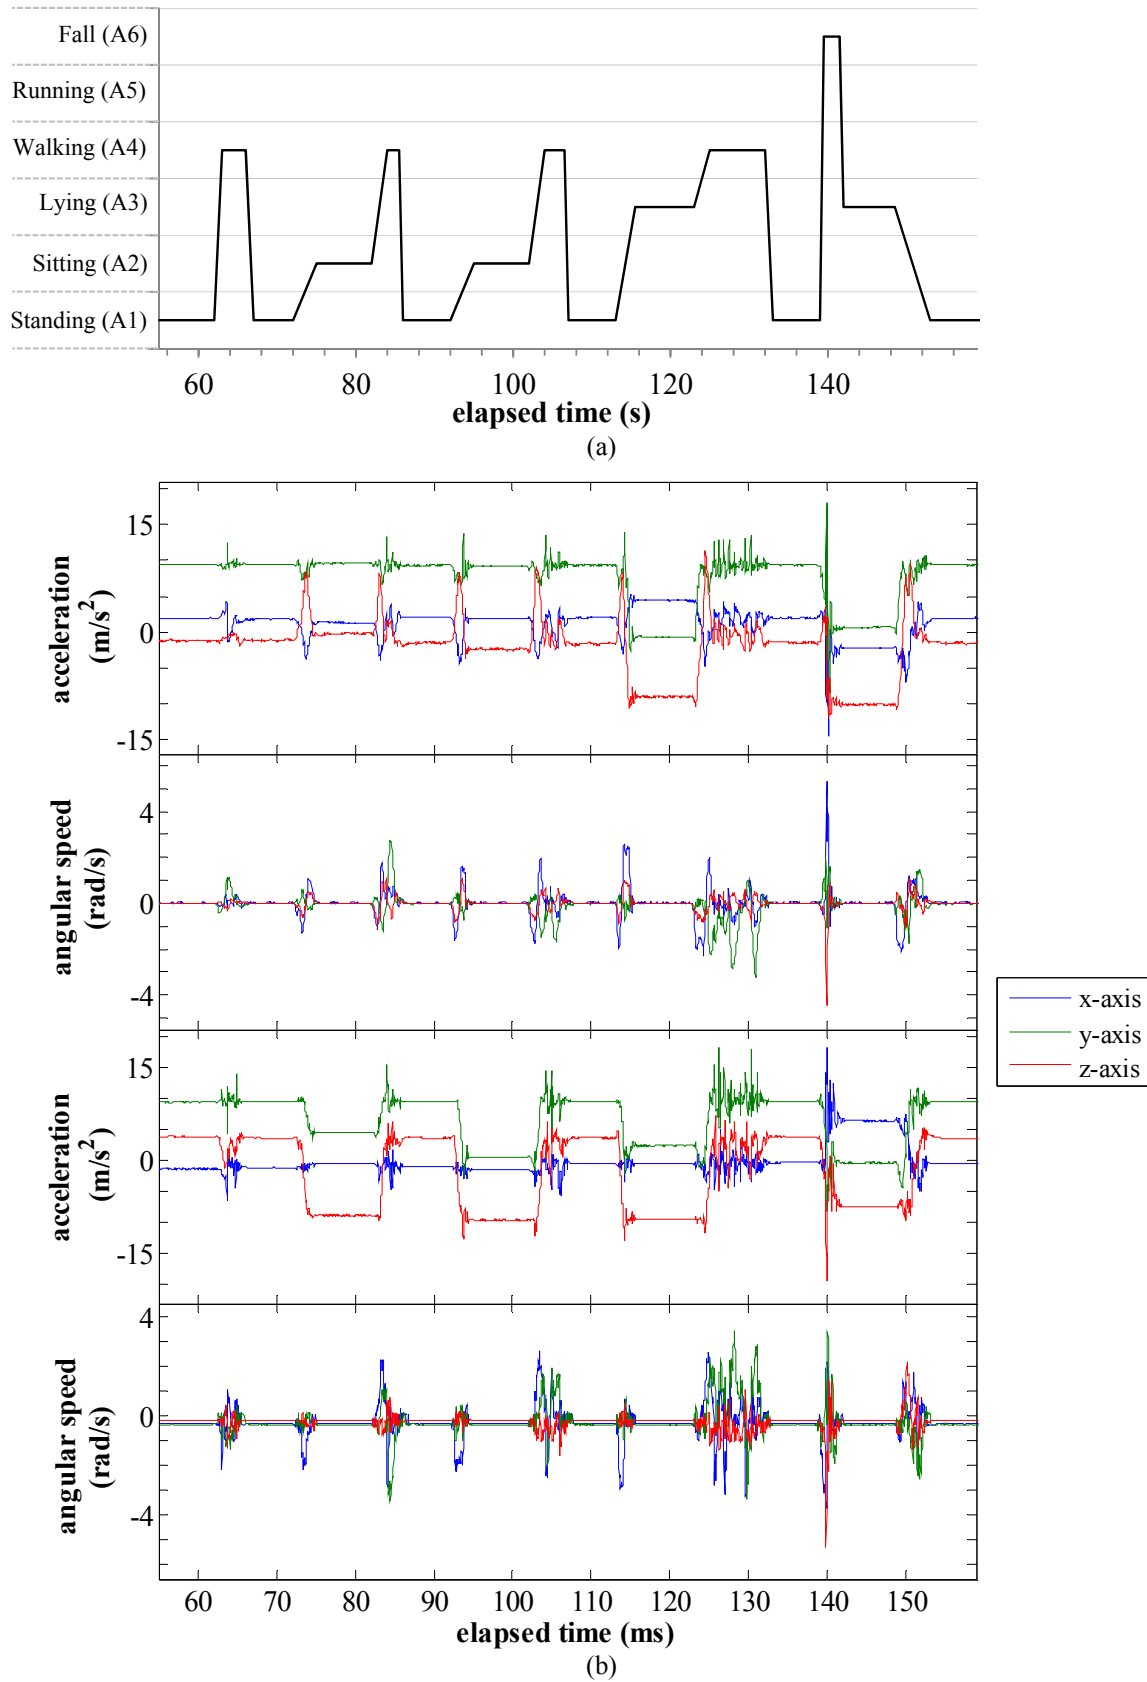 Fall (A6)
Running (A5)
Walking (A4)
Lying (A3)
Sitting (A2)
Standing (A1)
60 80 100 120 140
elapsed time (s)
(a)
acceleration
(m/s²)
15
0
-15
angular speed
(rad/s)
4
0
-4
x-axis
y-axis
z-axis
acceleration
(m/s²)
15
0
-15
angular speed
(rad/s)
4
0
-4
60 70 80 90 100 110 120 130 140 150
elapsed time (ms)
(b)